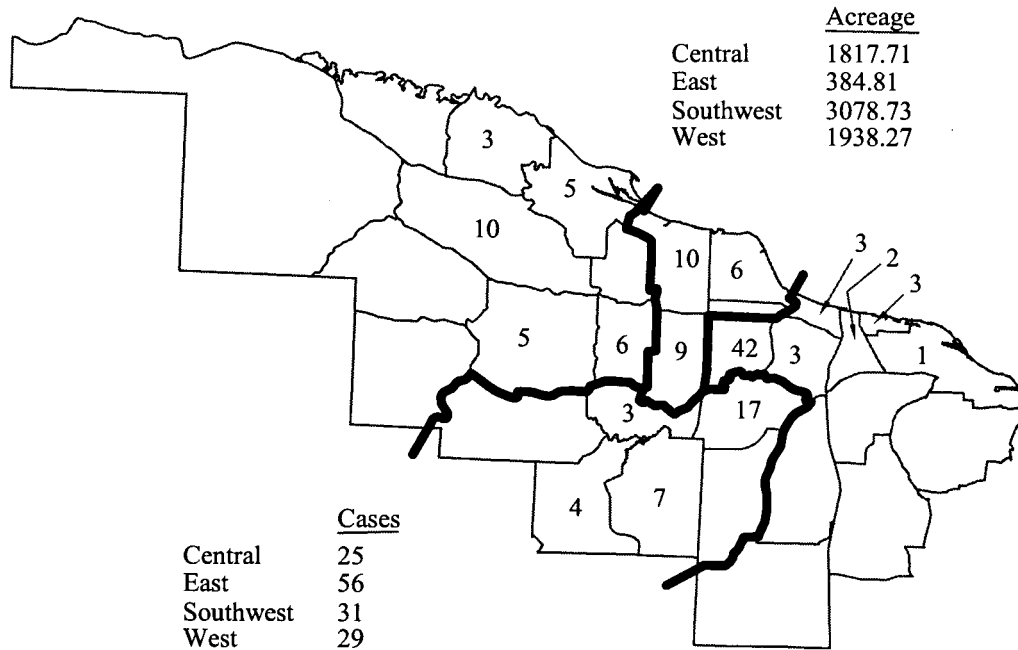 Acreage
Central 1817.71
East 384.81
Southwest 3078.73
West 1938.27
3
5
10
10
6
3
2
3
5
6
9
42
3
1
3
17
4
7
Cases
Central 25
East 56
Southwest 31
West 29